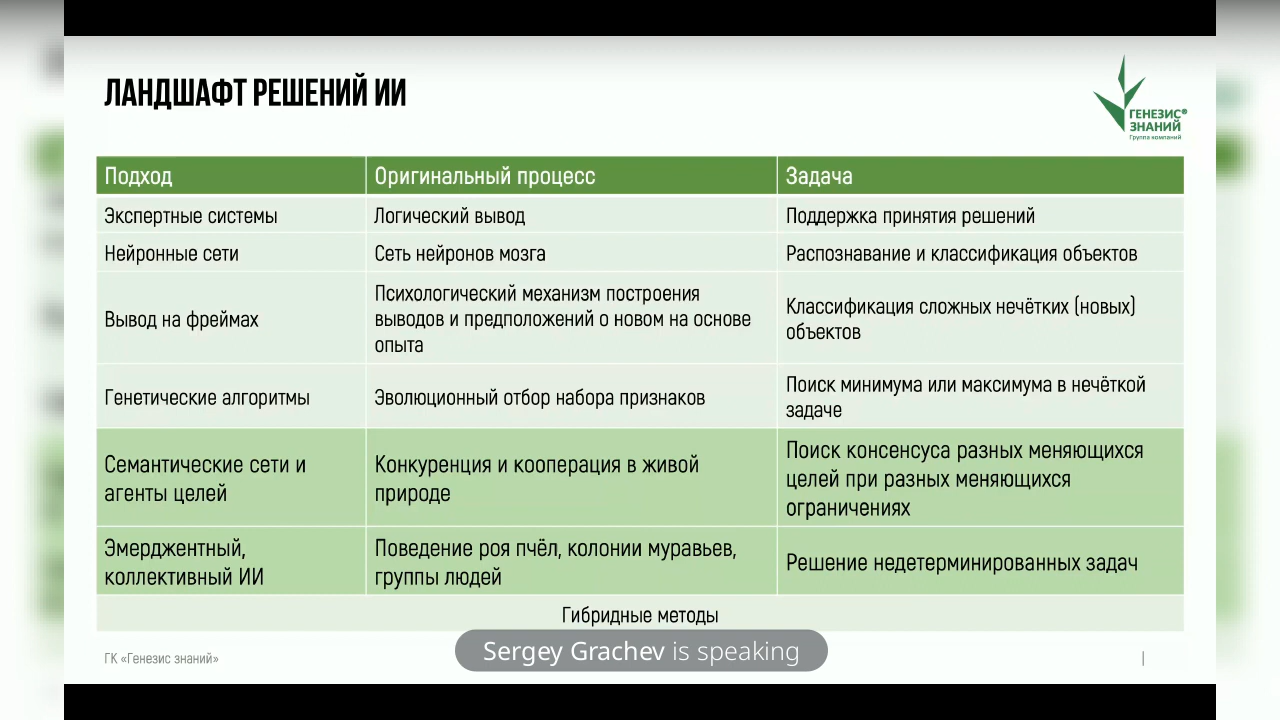 ЛАНДШАФТ РЕШЕНИЙ ИИ
ГЕНЕЗИС®
ЗНАНИЙ
Группа компаний
Подход
Оригинальный процесс
Задача
Экспертные системы
Логический вывод
Поддержка принятия решений
Нейронные сети
Сеть нейронов мозга
Распознавание и классификация объектов
Вывод на фреймах
Психологический механизм построения
выводов и предположений о новом на основе
опыта
Классификация сложных нечётких (новых)
объектов
Генетические алгоритмы
Эволюционный отбор набора признаков
Поиск минимума или максимума в нечёткой
задаче
Семантические сети и
агенты целей
Конкуренция и кооперация в живой
природе
Поиск консенсуса разных меняющихся
целей при разных меняющихся
ограничениях
Эмерджентный,
коллективный ИИ
Поведение роя пчёл, колонии муравьев,
группы людей
Решение недетерминированных задач
Гибридные методы
Sergey Grachev is speaking
ГК «Генезис знаний»
|